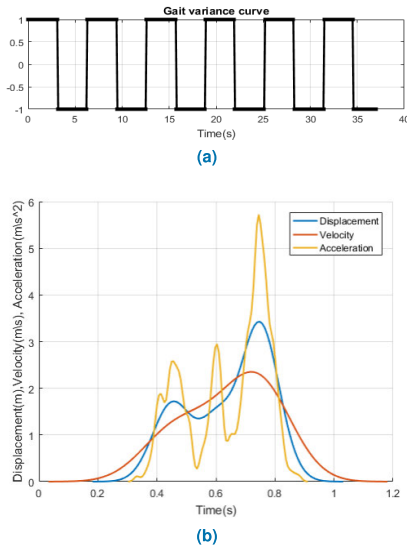 Gait variance curve
1
0.5
0
-0.5
-1
0 5 10 15 20 25 30 35 40
Time(s)
(a)
Displacement(m),Velocity(m\s), Acceleration(m\s^2)
6
5
4
3
2
1
0
Displacement
Velocity
Acceleration
0 0.2 0.4 0.6 0.8 1 1.2
Time(s)
(b)